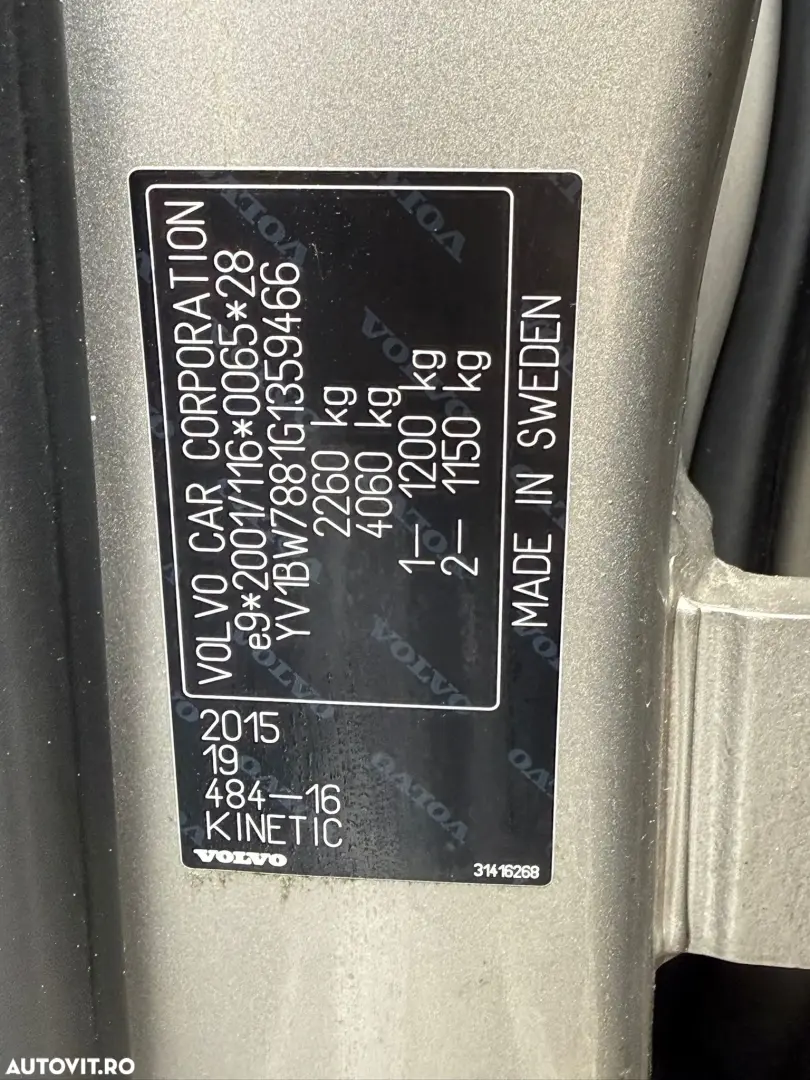 VOLVO CAR CORPORATION
e9*2001/116*0065*28
YV1BW7881G1359466
2260 kg
4060 kg
1– 1200 kg
2– 1150 kg
MADE IN SWEDEN
2015
19
484–16
KINETIC
VOLVO
31416268
AUTOVIT.RO